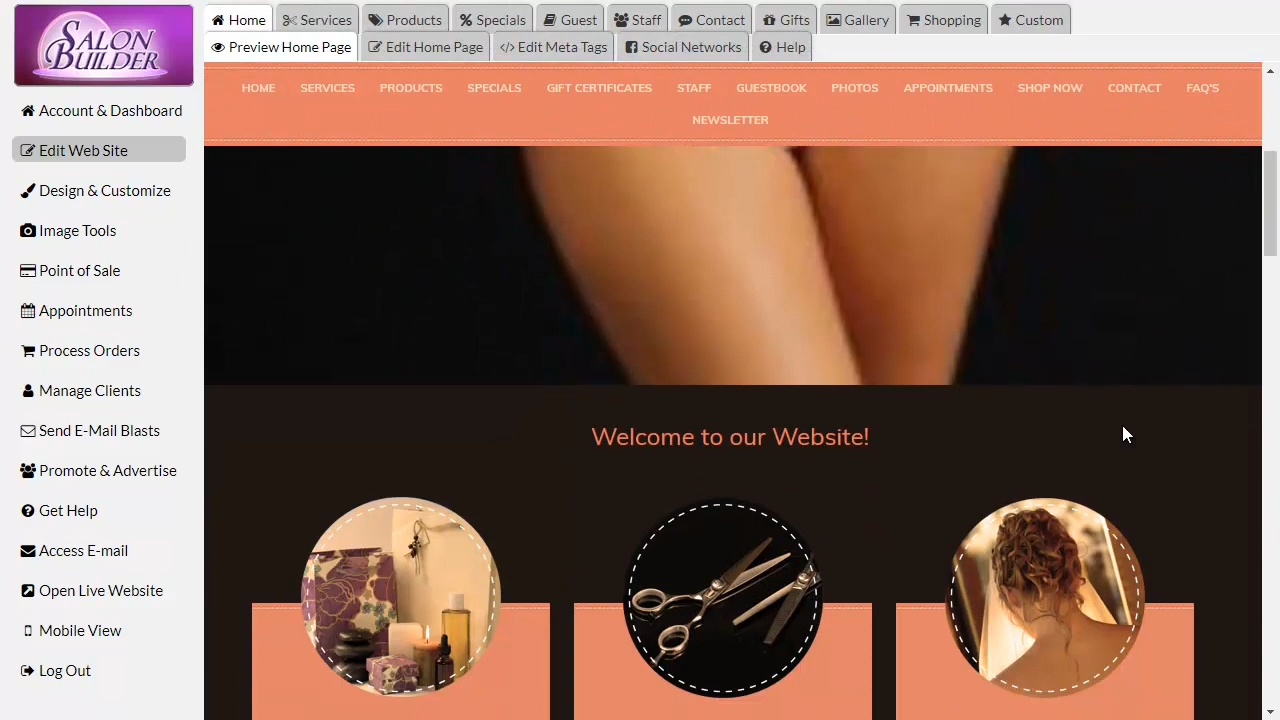 SALON
BUILDER
Account & Dashboard
Edit Web Site
Design & Customize
Image Tools
Point of Sale
Appointments
Process Orders
Manage Clients
Send E-Mail Blasts
Promote & Advertise
Get Help
Access E-mail
Open Live Website
Mobile View
Log Out
Home Services Products Specials Guest Staff Contact Gifts Gallery Shopping Custom
Preview Home Page Edit Home Page Edit Meta Tags Social Networks Help
HOME SERVICES PRODUCTS SPECIALS GIFT CERTIFICATES STAFF GUESTBOOK PHOTOS APPOINTMENTS SHOP NOW CONTACT FAQ'S
NEWSLETTER
Welcome to our Website!